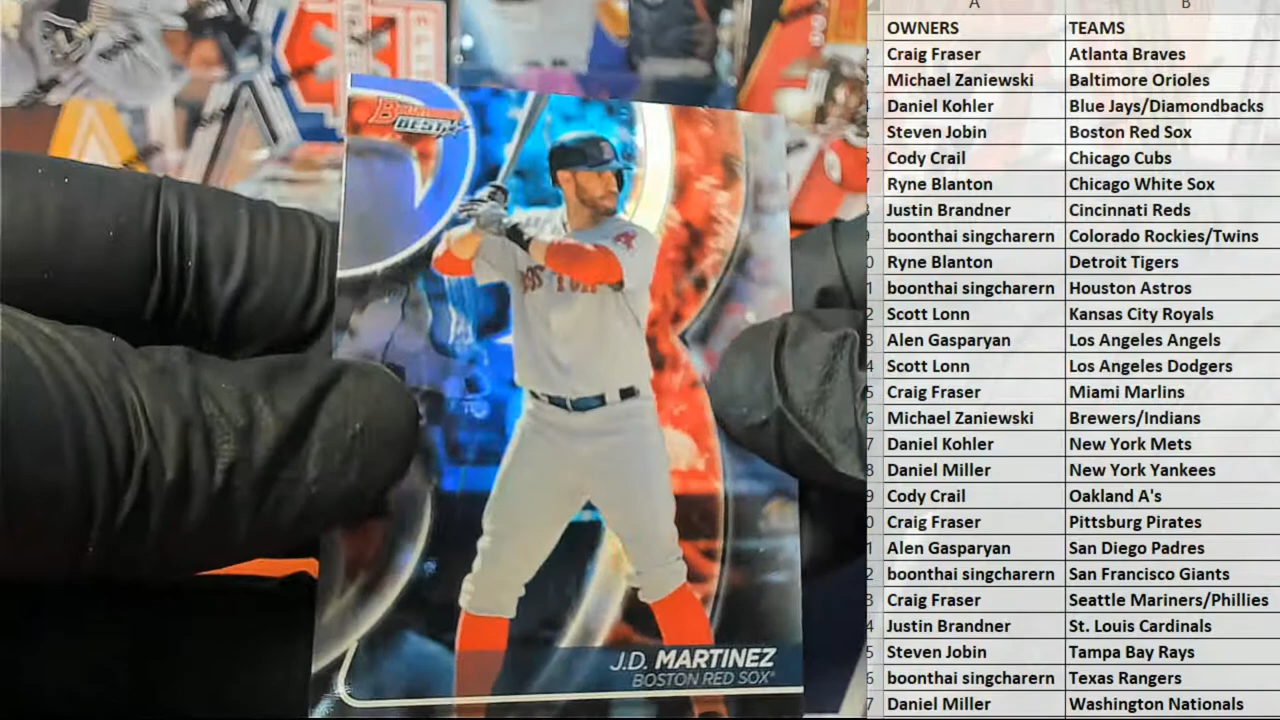 Bowman's
BEST
BOSTON
J.D. MARTINEZ
BOSTON RED SOX®
A B
OWNERS TEAMS
Craig Fraser Atlanta Braves
Michael Zaniewski Baltimore Orioles
Daniel Kohler Blue Jays/Diamondbacks
Steven Jobin Boston Red Sox
Cody Crail Chicago Cubs
Ryne Blanton Chicago White Sox
Justin Brandner Cincinnati Reds
boonthai singcharern Colorado Rockies/Twins
Ryne Blanton Detroit Tigers
boonthai singcharern Houston Astros
Scott Lonn Kansas City Royals
Alen Gasparyan Los Angeles Angels
Scott Lonn Los Angeles Dodgers
Craig Fraser Miami Marlins
Michael Zaniewski Brewers/Indians
Daniel Kohler New York Mets
Daniel Miller New York Yankees
Cody Crail Oakland A's
Craig Fraser Pittsburg Pirates
Alen Gasparyan San Diego Padres
boonthai singcharern San Francisco Giants
Craig Fraser Seattle Mariners/Phillies
Justin Brandner St. Louis Cardinals
Steven Jobin Tampa Bay Rays
boonthai singcharern Texas Rangers
Daniel Miller Washington Nationals